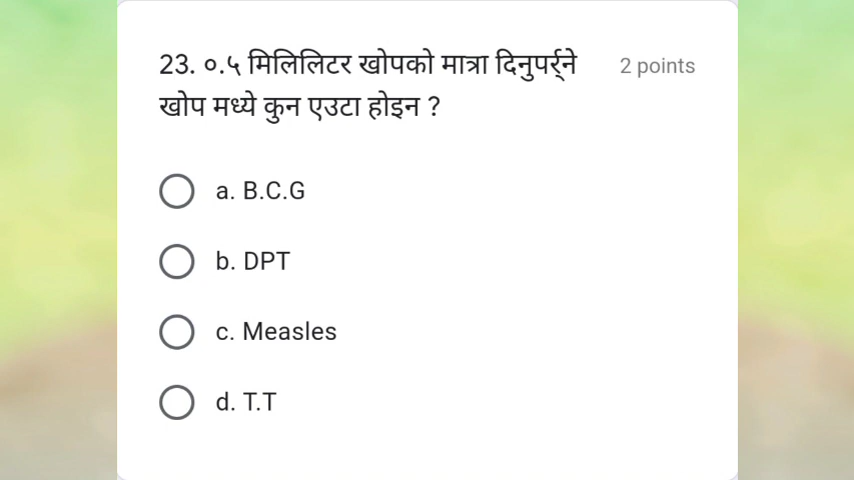 23. ०.५ मिलिलिटर खोपको मात्रा दिनुपर्र्ने 2 points
खोप मध्ये कुन एउटा होइन ?
a. B.C.G
b. DPT
c. Measles
d. T.T